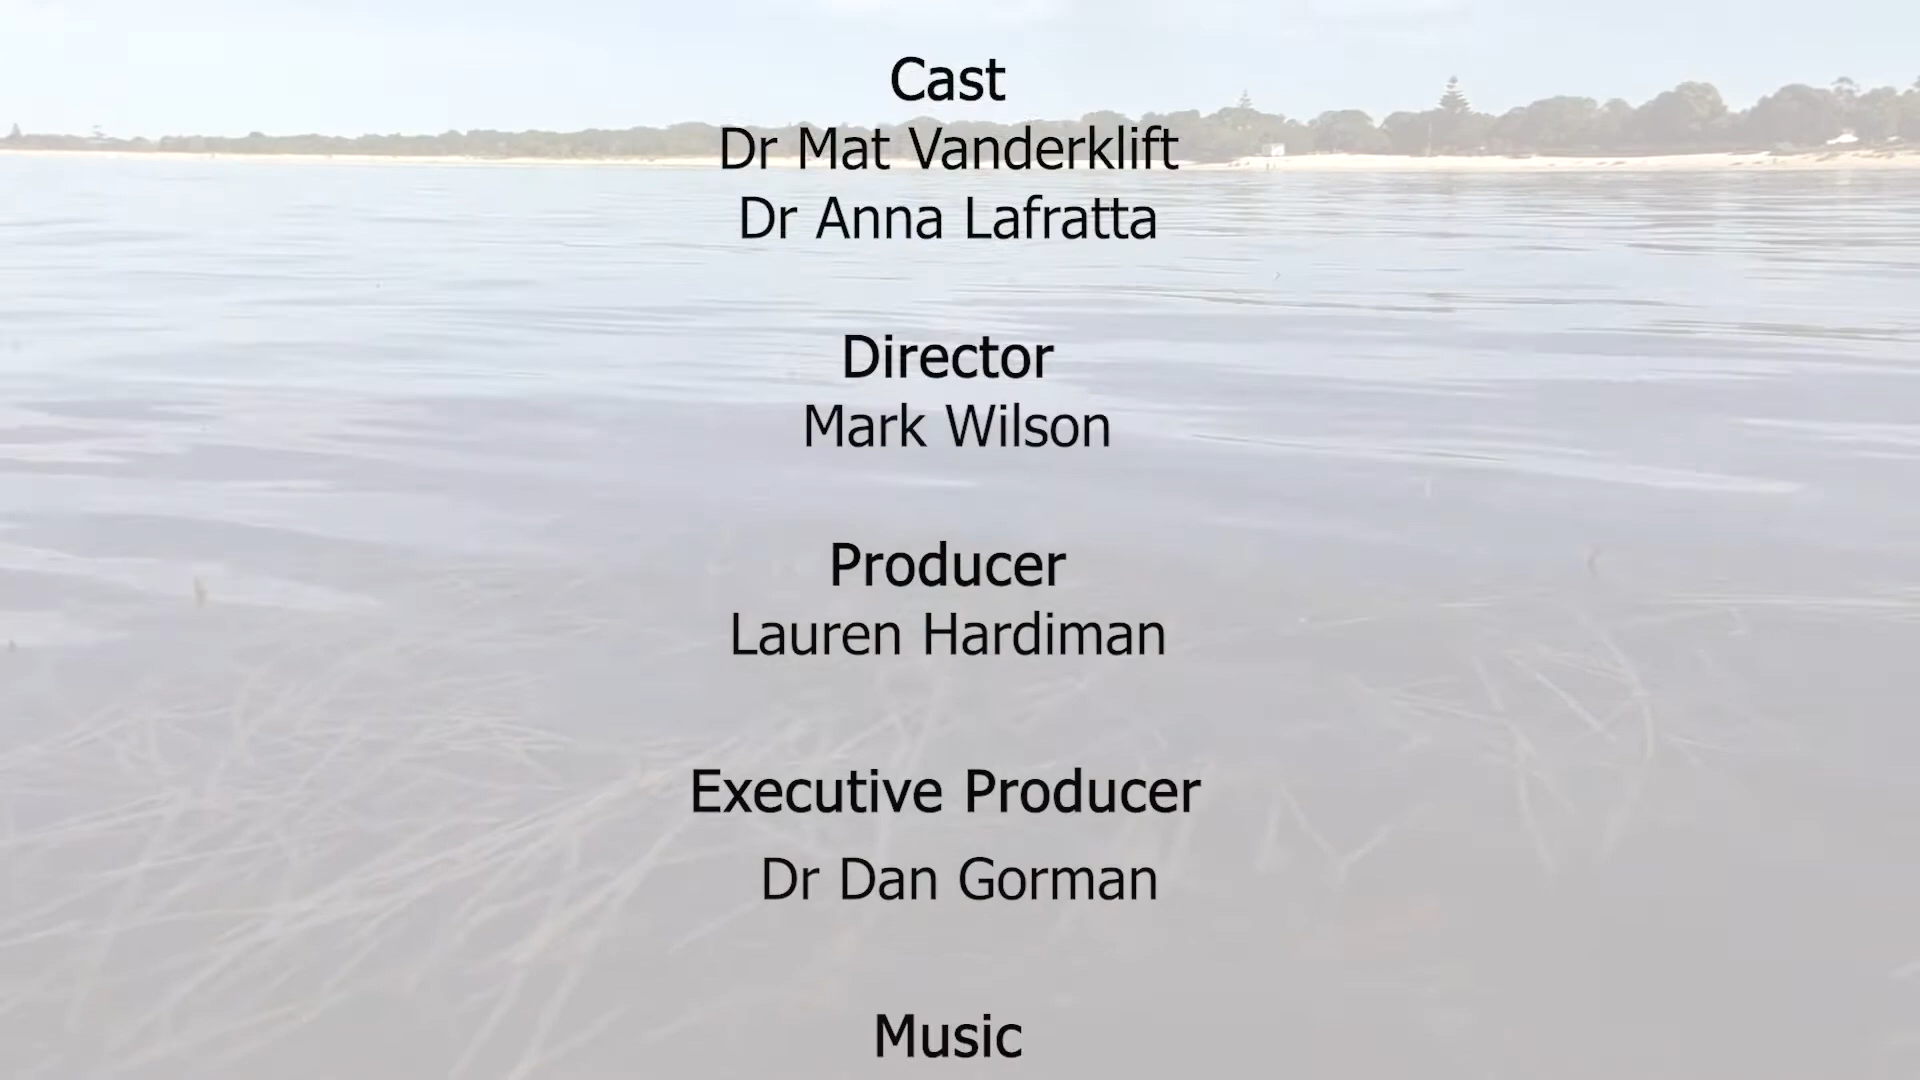 Cast
Dr Mat Vanderklift
Dr Anna Lafratta
Director
Mark Wilson
Producer
Lauren Hardiman
Executive Producer
Dr Dan Gorman
Music